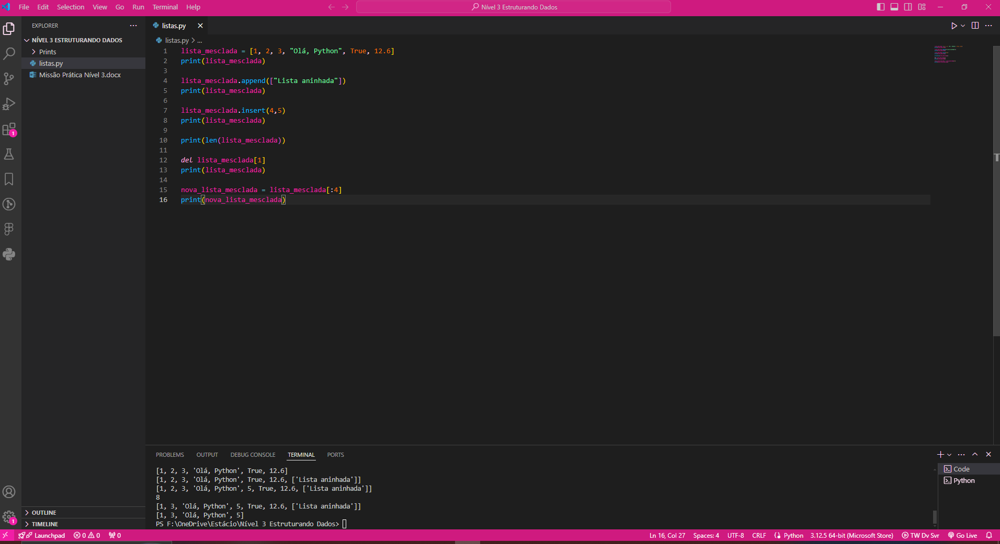 File Edit Selection View Go Run Terminal Help
Nível 3 Estruturando Dados
EXPLORER
NÍVEL 3 ESTRUTURANDO DADOS
Prints
listas.py
Missão Prática Nível 3.docx
OUTLINE
TIMELINE
listas.py
listas.py > ...
1 lista_mesclada = [1, 2, 3, "Olá, Python", True, 12.6]
2 print(lista_mesclada)
3
4 lista_mesclada.append(["Lista aninhada"])
5 print(lista_mesclada)
6
7 lista_mesclada.insert(4,5)
8 print(lista_mesclada)
9
10 print(len(lista_mesclada))
11
12 del lista_mesclada[1]
13 print(lista_mesclada)
14
15 nova_lista_mesclada = lista_mesclada[:4]
16 print(nova_lista_mesclada)
PROBLEMS OUTPUT DEBUG CONSOLE TERMINAL PORTS
[1, 2, 3, 'Olá, Python', True, 12.6]
[1, 2, 3, 'Olá, Python', True, 12.6, ['Lista aninhada']]
[1, 2, 3, 'Olá, Python', 5, True, 12.6, ['Lista aninhada']]
8
[1, 3, 'Olá, Python', 5, True, 12.6, ['Lista aninhada']]
[1, 3, 'Olá, Python', 5]
PS F:\OneDrive\Estácio\Nível 3 Estruturando Dados>
Code
Python
1
1
Launchpad 0 0 0 Ln 16, Col 27 Spaces: 4 UTF-8 CRLF Python 3.12.5 64-bit (Microsoft Store) TW Dv Svr Go Live